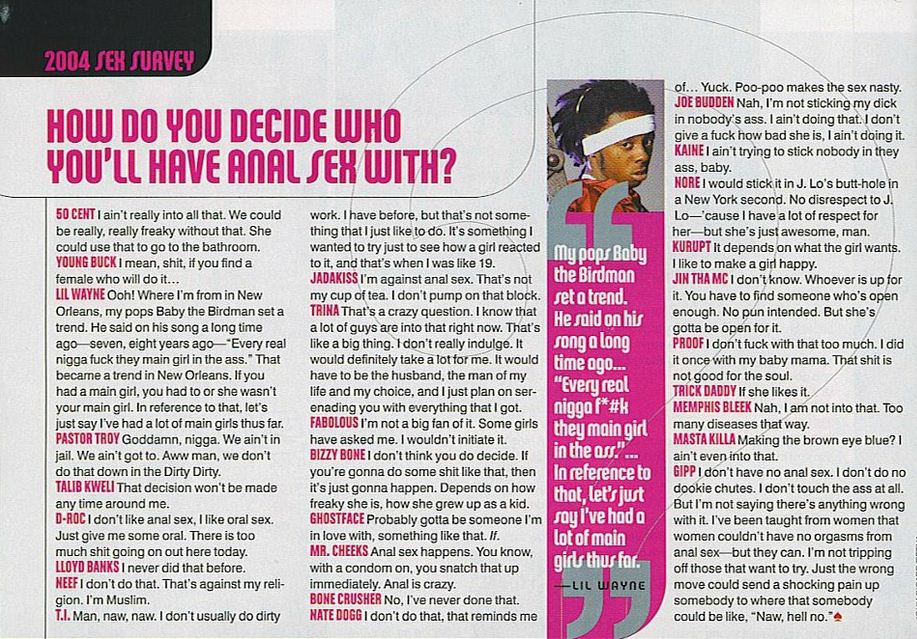 2004 SEX SURVEY
HOW DO YOU DECIDE WHO
YOU'LL HAVE ANAL SEX WITH?
50 CENT I ain't really into all that. We could
be really, really freaky without that. She
could use that to go to the bathroom.
YOUNG BUCK I mean, shit, if you find a
female who will do it…
LIL WAYNE Ooh! Where I'm from in New
Orleans, my pops Baby the Birdman set a
trend. He said on his song a long time
ago—seven, eight years ago—"Every real
nigga fuck they main girl in the ass." That
became a trend in New Orleans. If you
had a main girl, you had to or she wasn't
your main girl. In reference to that, let's
just say I've had a lot of main girls thus far.
PASTOR TROY Goddamn, nigga. We ain't in
jail. We ain't got to. Aww man, we don't
do that down in the Dirty Dirty.
TALIB KWELI That decision won't be made
any time around me.
D-ROC I don't like anal sex, I like oral sex.
Just give me some oral. There is too
much shit going on out here today.
LLOYD BANKS I never did that before.
NEEF I don't do that. That's against my reli-
gion. I'm Muslim.
T.I. Man, naw, naw. I don't usually do dirty
work. I have before, but that's not some-
thing that I just like to do. It's something I
wanted to try just to see how a girl reacted
to it, and that's when I was like 19.
JADAKISS I'm against anal sex. That's not
my cup of tea. I don't pump on that block.
TRINA That's a crazy question. I know that
a lot of guys are into that right now. That's
like a big thing. I don't really indulge. It
would definitely take a lot for me. It would
have to be the husband, the man of my
life and my choice, and I just plan on ser-
enading you with everything that I got.
FABOLOUS I'm not a big fan of it. Some girls
have asked me. I wouldn't initiate it.
BIZZY BONE I don't think you do decide. If
you're gonna do some shit like that, then
it's just gonna happen. Depends on how
freaky she is, how she grew up as a kid.
GHOSTFACE Probably gotta be someone I'm
in love with, something like that. If.
MR. CHEEKS Anal sex happens. You know,
with a condom on, you snatch that up
immediately. Anal is crazy.
BONE CRUSHER No, I've never done that.
NATE DOGG I don't do that, that reminds me
My pops Baby
the Birdman
set a trend.
He said on his
song a long
time ago…
"Every real
nigga f*#k
they main girl
in the ass."…
In reference to
that, let's just
say I've had a
lot of main
girls thus far.
—LIL WAYNE
of… Yuck. Poo-poo makes the sex nasty.
JOE BUDDEN Nah, I'm not sticking my dick
in nobody's ass. I ain't doing that. I don't
give a fuck how bad she is, I ain't doing it.
KAINE I ain't trying to stick nobody in they
ass, baby.
NORE I would stick it in J. Lo's butt-hole in
a New York second. No disrespect to J.
Lo—'cause I have a lot of respect for
her—but she's just awesome, man.
KURUPT It depends on what the girl wants.
I like to make a girl happy.
JIN THA MC I don't know. Whoever is up for
it. You have to find someone who's open
enough. No pun intended. But she's
gotta be open for it.
PROOF I don't fuck with that too much. I did
it once with my baby mama. That shit is
not good for the soul.
TRICK DADDY If she likes it.
MEMPHIS BLEEK Nah, I am not into that. Too
many diseases that way.
MASTA KILLA Making the brown eye blue? I
ain't even into that.
GIPP I don't have no anal sex. I don't do no
dookie chutes. I don't touch the ass at all.
But I'm not saying there's anything wrong
with it. I've been taught from women that
women couldn't have no orgasms from
anal sex—but they can. I'm not tripping
off those that want to try. Just the wrong
move could send a shocking pain up
somebody to where that somebody
could be like, "Naw, hell no."